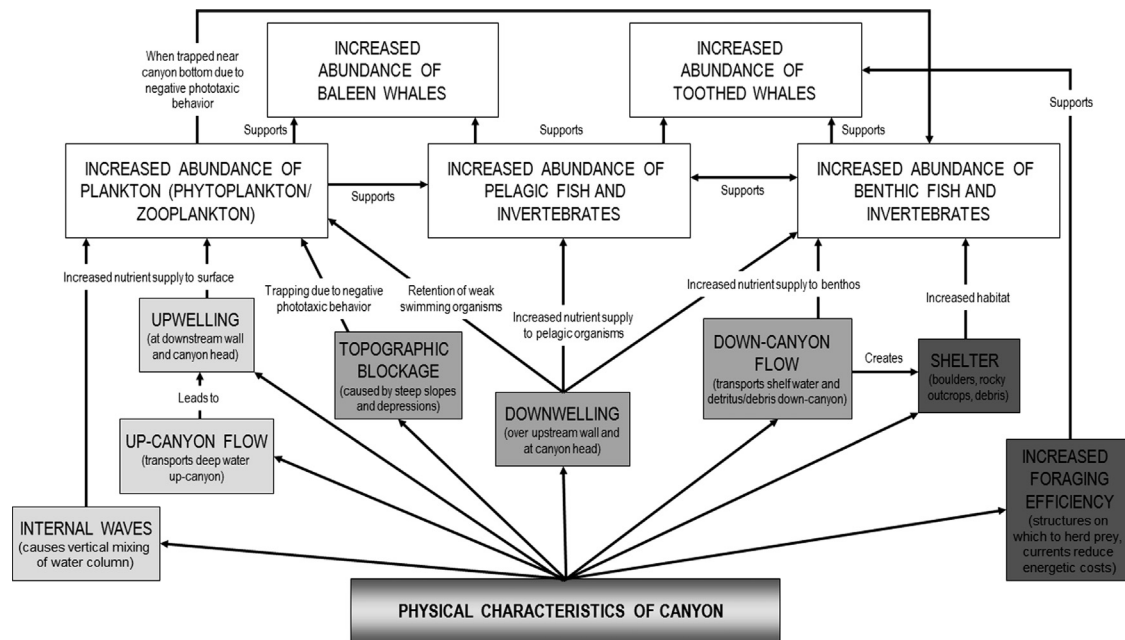 When trapped near
canyon bottom due to
negative phototaxic
behavior
INCREASED
ABUNDANCE OF
BALEEN WHALES
INCREASED
ABUNDANCE OF
TOOTHED WHALES
Supports
Supports
Supports
Supports
INCREASED ABUNDANCE OF
PLANKTON (PHYTOPLANKTON/
ZOOPLANKTON)
Supports
INCREASED ABUNDANCE OF
PELAGIC FISH AND
INVERTEBRATES
Supports
INCREASED ABUNDANCE OF
BENTHIC FISH AND
INVERTEBRATES
Increased nutrient supply to surface
Trapping due to negative
phototaxic behavior
Retention of weak
swimming organisms
Increased nutrient supply
to pelagic organisms
Increased nutrient supply to benthos
Increased habitat
UPWELLING
(at downstream wall
and canyon head)
TOPOGRAPHIC
BLOCKAGE
(caused by steep slopes
and depressions)
DOWNWELLING
(over upstream wall and
at canyon head)
DOWN-CANYON
FLOW
(transports shelf water and
detritus/debris down-canyon)
Creates
SHELTER
(boulders, rocky
outcrops, debris)
Leads to
UP-CANYON FLOW
(transports deep water
up-canyon)
INTERNAL WAVES
(causes vertical mixing
of water column)
INCREASED
FORAGING
EFFICIENCY
(structures on
which to herd prey,
currents reduce
energetic costs)
PHYSICAL CHARACTERISTICS OF CANYON